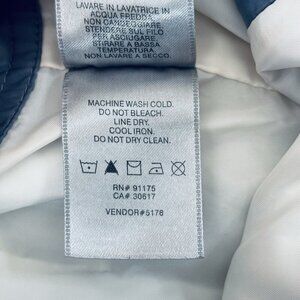 LAVARE IN LAVATRICE IN
ACQUA FREDDA.
NON CANDEGGIARE.
STENDERE SUL FILO
PER ASCIUGARE.
STIRARE A BASSA
TEMPERATURA.
NON LAVARE A SECCO.
MACHINE WASH COLD.
DO NOT BLEACH.
LINE DRY.
COOL IRON.
DO NOT DRY CLEAN.
RN# 91175
CA# 30617
VENDOR#5176